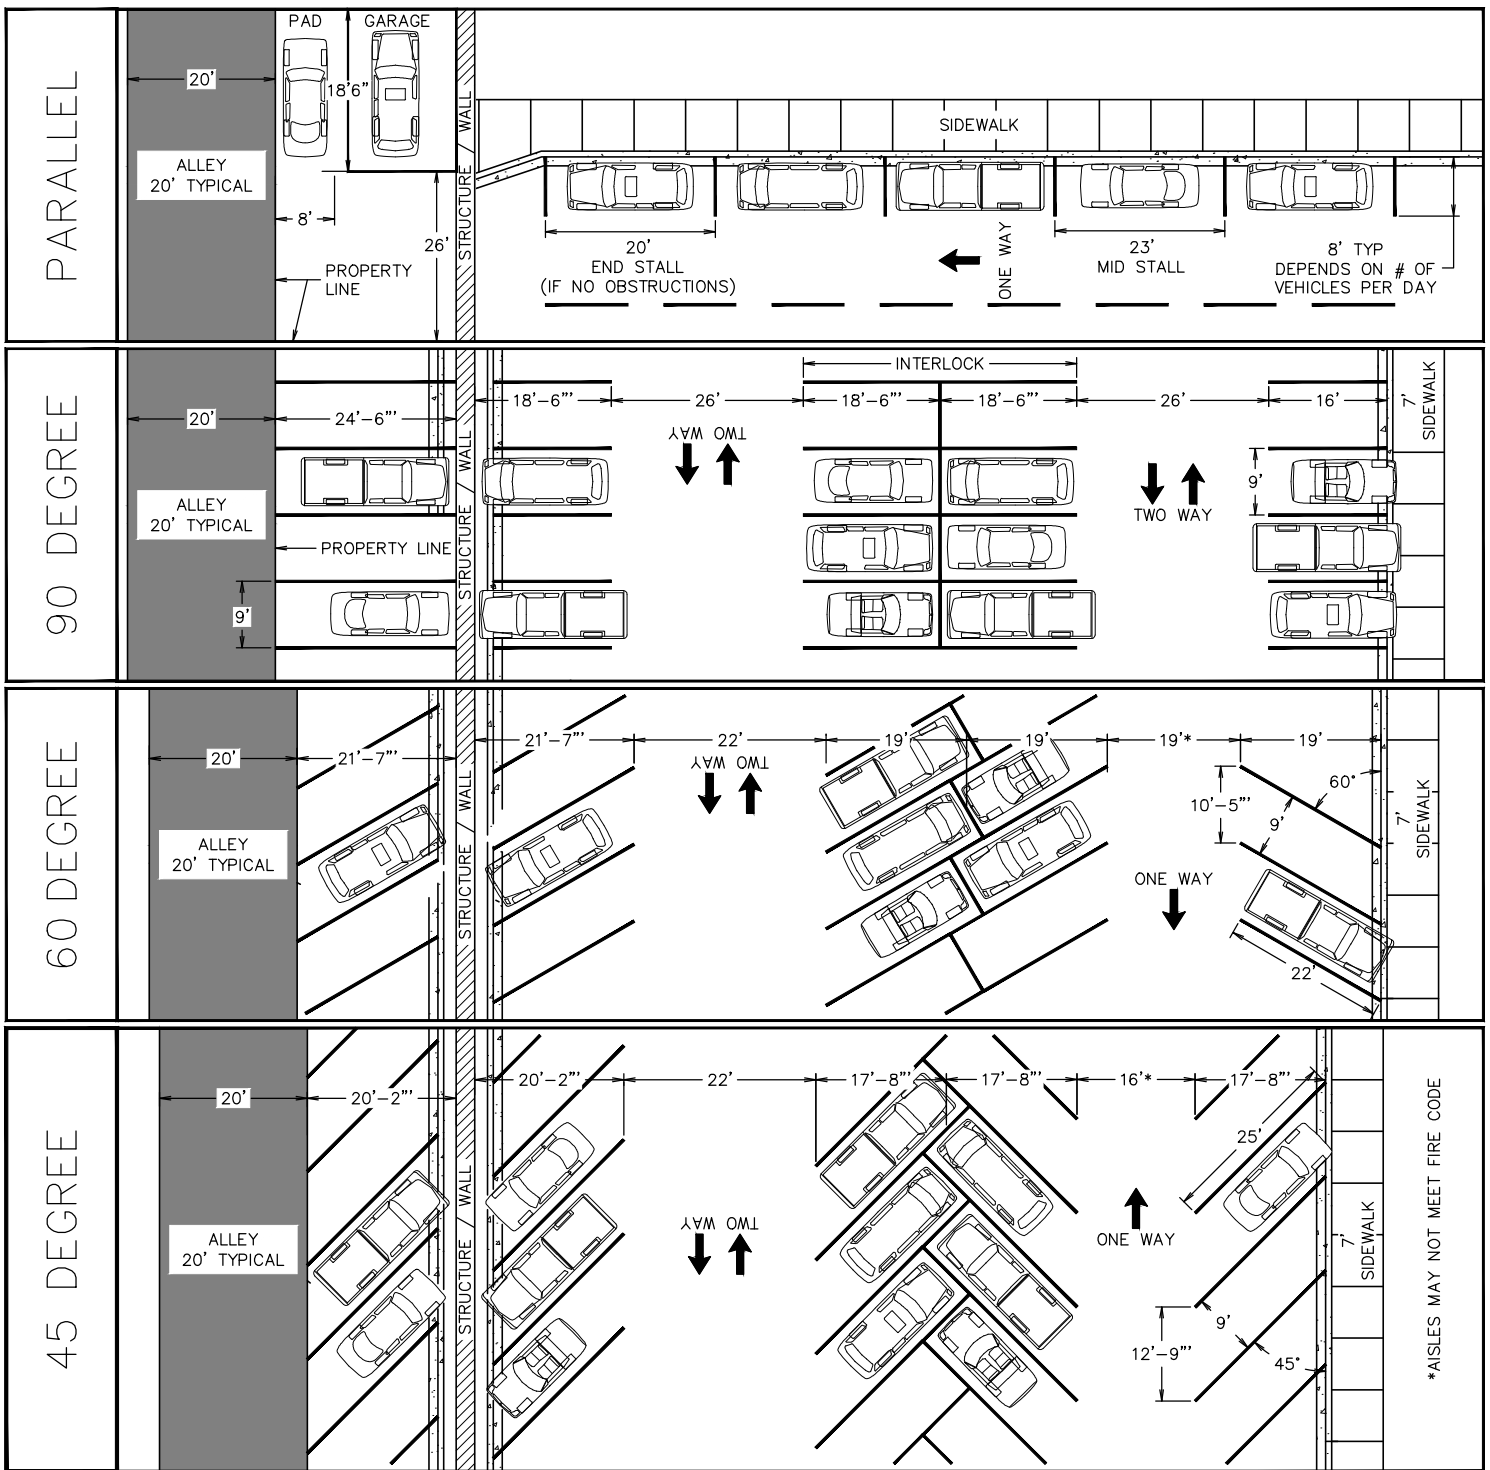 PARALLEL
PAD
GARAGE
20'
18'6"
ALLEY
20' TYPICAL
8'
26'
PROPERTY
LINE
STRUCTURE / WALL
SIDEWALK
20'
END STALL
(IF NO OBSTRUCTIONS)
ONE WAY
23'
MID STALL
8' TYP
DEPENDS ON # OF
VEHICLES PER DAY
90 DEGREE
20'
24'-6"'
ALLEY
20' TYPICAL
PROPERTY LINE
9'
STRUCTURE / WALL
STRUCTURE / WALL
INTERLOCK
18'-6"'
26'
18'-6"'
18'-6"'
26'
16'
TWO WAY
TWO WAY
9'
7'
SIDEWALK
60 DEGREE
20'
21'-7"'
ALLEY
20' TYPICAL
STRUCTURE / WALL
21'-7"'
22'
19'
19'
19'*
19'
TWO WAY
ONE WAY
10'-5"'
9'
60°
22'
7'
SIDEWALK
45 DEGREE
20'
20'-2"'
ALLEY
20' TYPICAL
STRUCTURE / WALL
20'-2"'
22'
17'-8"'
17'-8"'
16'*
17'-8"'
TWO WAY
ONE WAY
25'
12'-9"'
9'
45°
7'
SIDEWALK
*AISLES MAY NOT MEET FIRE CODE